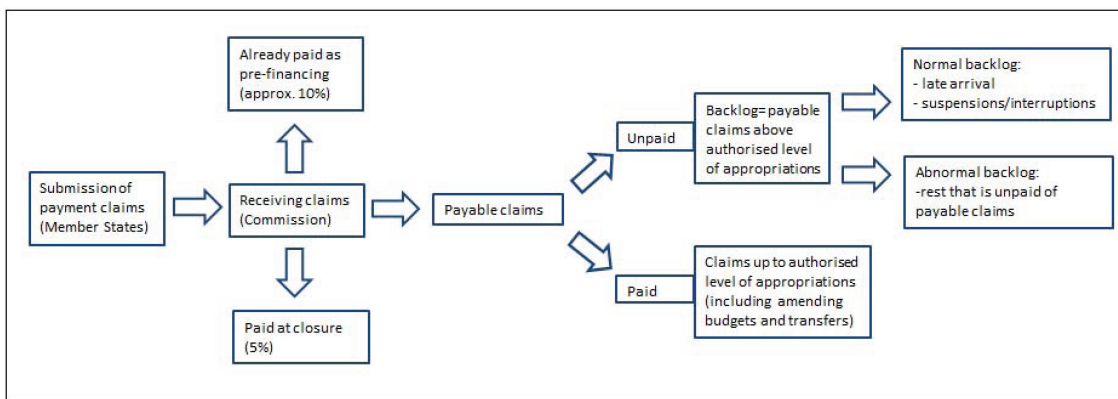 Already paid as
pre-financing
(approx. 10%)
Submission of
payment claims
(Member States)
Receiving claims
(Commission)
Paid at closure
(5%)
Payable claims
Unpaid
Backlog= payable
claims above
authorised level
of appropriations
Paid
Claims up to authorised
level of appropriations
(including amending
budgets and transfers)
Normal backlog:
- late arrival
- suspensions/interruptions
Abnormal backlog:
-rest that is unpaid of
payable claims